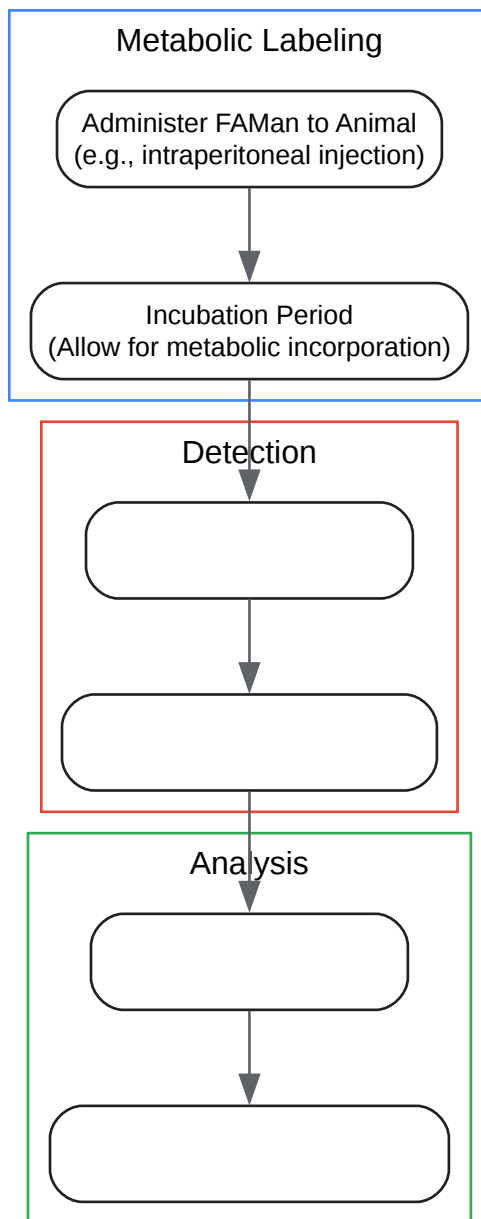 Metabolic Labeling
Administer FAMan to Animal
(e.g., intraperitoneal injection)
Incubation Period
(Allow for metabolic incorporation)
Detection
Analysis